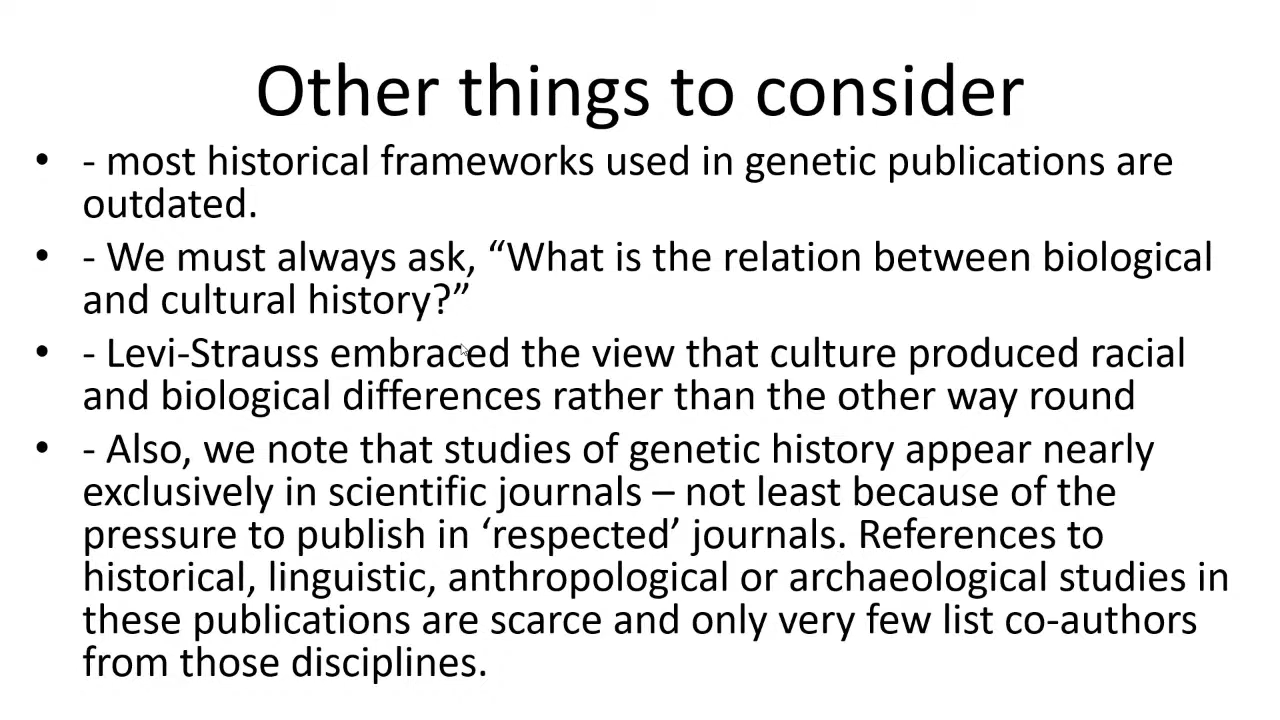 Other things to consider
• - most historical frameworks used in genetic publications are
outdated.
• - We must always ask, “What is the relation between biological
and cultural history?”
• - Levi-Strauss embraced the view that culture produced racial
and biological differences rather than the other way round
• - Also, we note that studies of genetic history appear nearly
exclusively in scientific journals – not least because of the
pressure to publish in ‘respected’ journals. References to
historical, linguistic, anthropological or archaeological studies in
these publications are scarce and only very few list co-authors
from those disciplines.